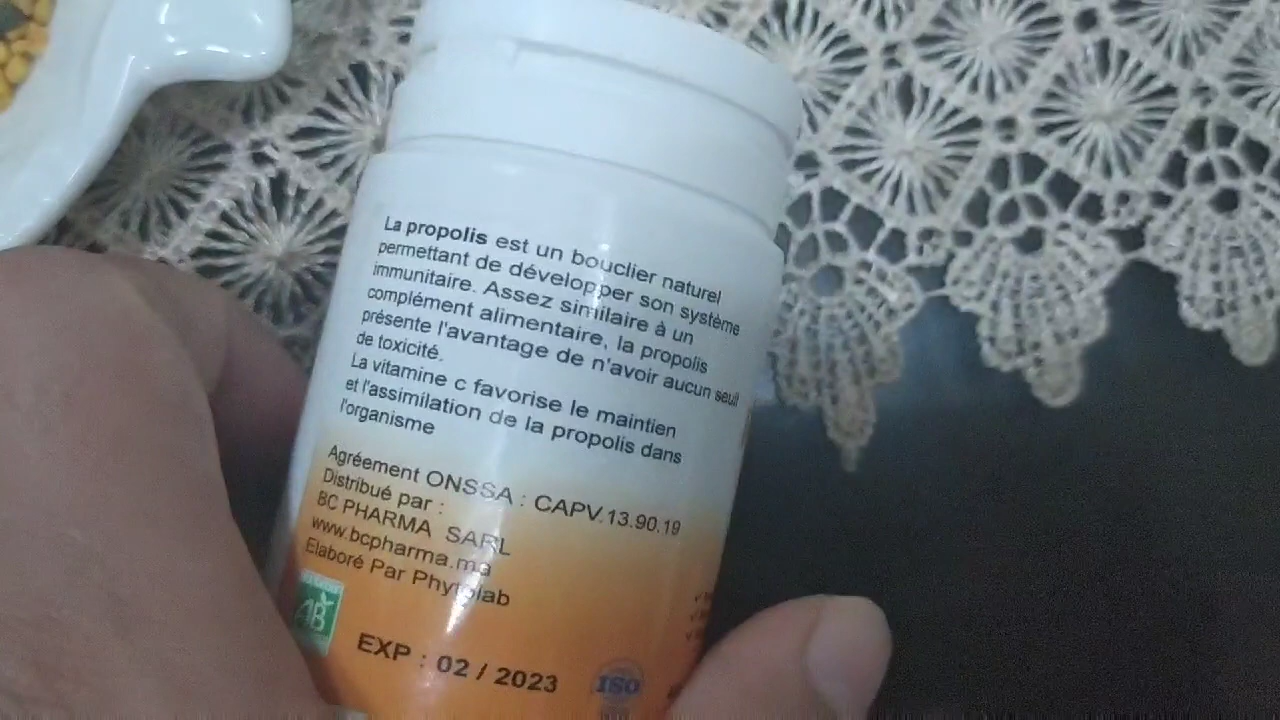 La propolis est un bouclier naturel
permettant de développer son système
immunitaire. Assez similaire à un
complément alimentaire, la propolis
présente l'avantage de n'avoir aucun seuil
de toxicité.
La vitamine c favorise le maintien
et l'assimilation de la propolis dans
l'organisme
Agréement ONSSA : CAPV.13.90.19
Distribué par :
BC PHARMA SARL
www.bcpharma.ma
Elaboré Par Phytolab
AB
EXP : 02 / 2023
ISO